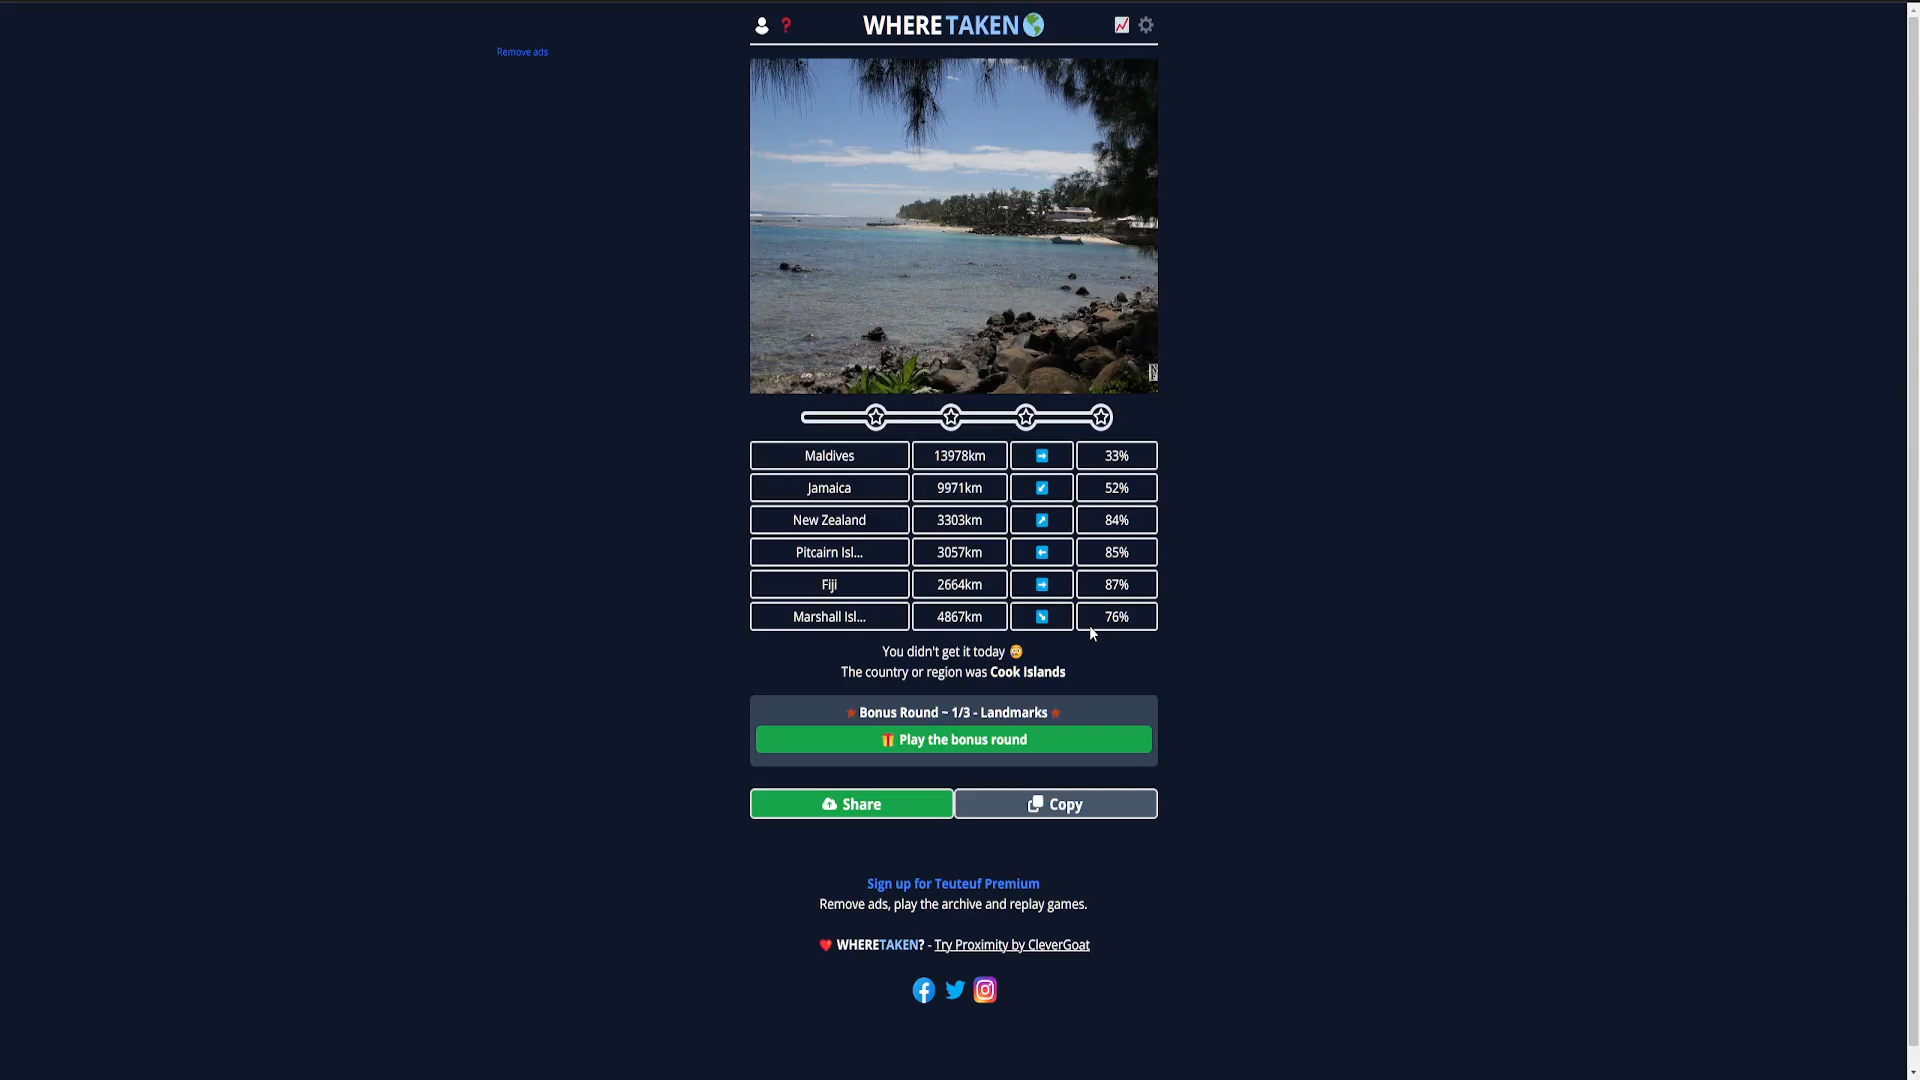 Remove ads
? WHERETAKEN
Maldives 13978km 33%
Jamaica 9971km 52%
New Zealand 3303km 84%
Pitcairn Isl... 3057km 85%
Fiji 2664km 87%
Marshall Isl... 4867km 76%
You didn't get it today
The country or region was Cook Islands
Bonus Round ~ 1/3 - Landmarks
Play the bonus round
Share
Copy
Sign up for Teuteuf Premium
Remove ads, play the archive and replay games.
WHERETAKEN? - Try Proximity by CleverGoat